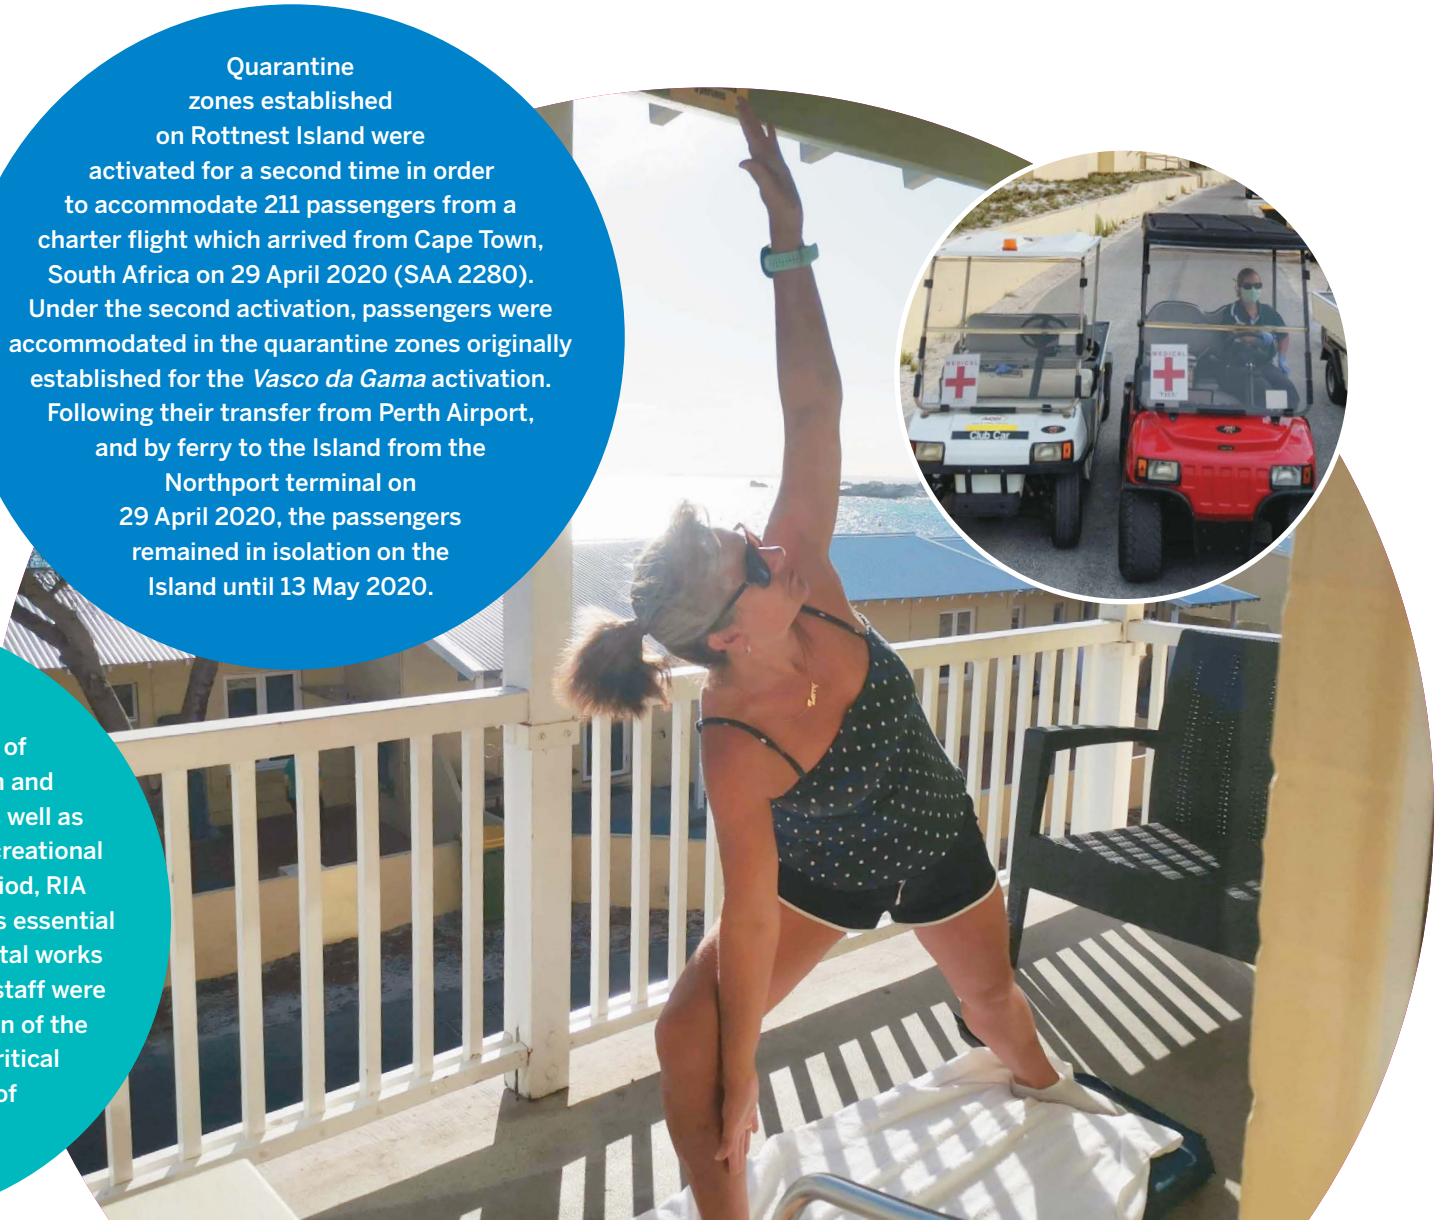 Quarantine
zones established
on Rottnest Island were
activated for a second time in order
to accommodate 211 passengers from a
charter flight which arrived from Cape Town,
South Africa on 29 April 2020 (SAA 2280).
Under the second activation, passengers were
accommodated in the quarantine zones originally
established for the Vasco da Gama activation.
Following their transfer from Perth Airport,
and by ferry to the Island from the
Northport terminal on
29 April 2020, the passengers
remained in isolation on the
Island until 13 May 2020.
of
and
well as
iod, RIA
essential
tal works
staff were
n of the
of
MEDICAL
MEDICAL
Club Car